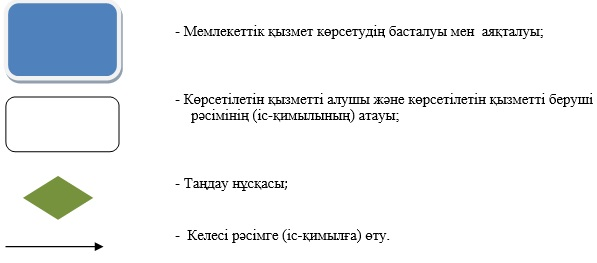 - Мемлекеттік қызмет көрсетудің басталуы мен аяқталуы;
- Көрсетілетін қызметті алушы және көрсетілетін қызметті беруші
рәсімінің (іс-қимылының) атауы;
- Таңдау нұсқасы;
- Келесі рәсімге (іс-қимылға) өту.